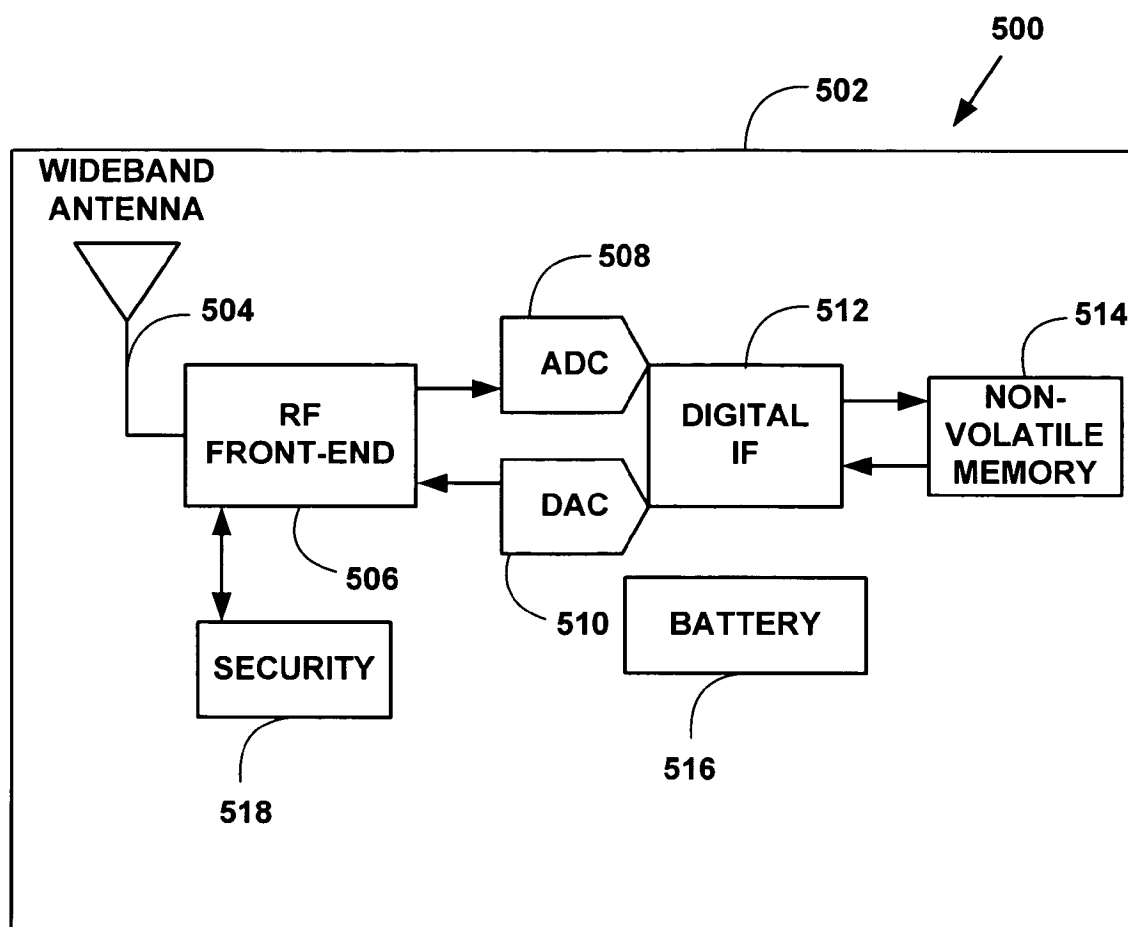 500
502
WIDEBAND
ANTENNA
504
508
ADC
512
514
RF
FRONT-END
DIGITAL
IF
NON-
VOLATILE
MEMORY
DAC
506
510
BATTERY
SECURITY
516
518